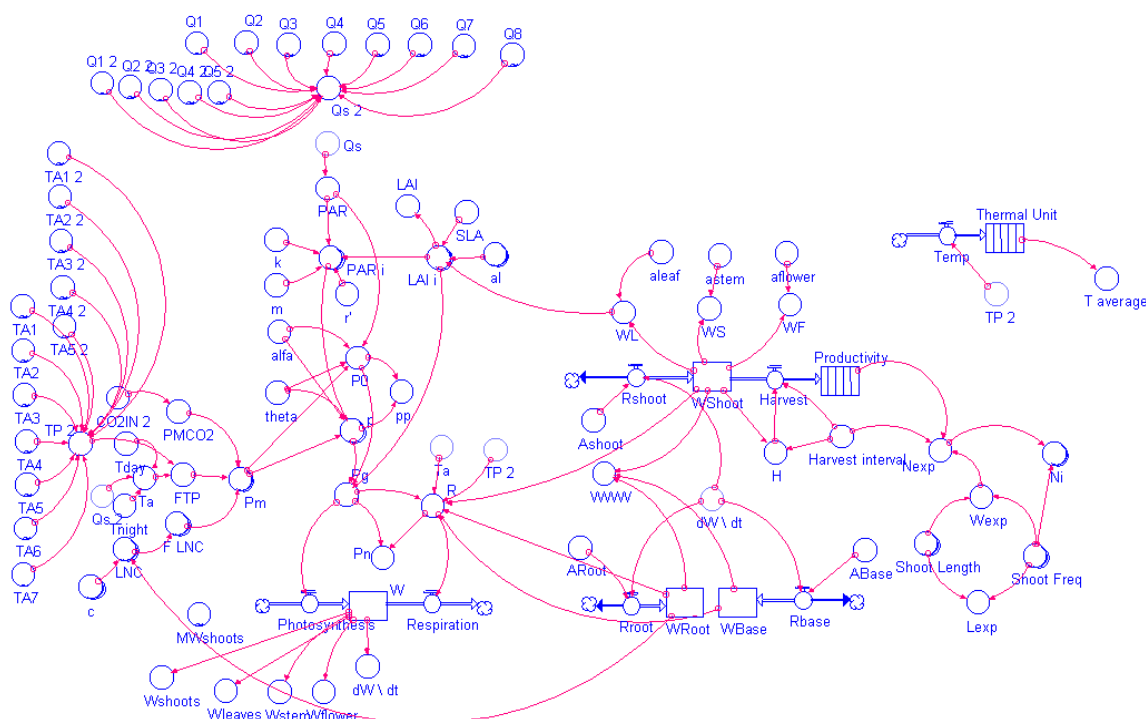 Q1
Q2
Q3
Q4
Q5
Q6
Q7
Q8
Q1 2
Q2 2
Q3 2
Q4 2
Q5 2
Qs 2
Qs
TA1 2
LAI
PAR
SLA
TA2 2
Thermal Unit
TA3 2
k
PAR i
LAI i
al
aleaf
astem
aflower
Temp
T average
TA4 2
m
r'
TP 2
TA1
TA5 2
alfa
WL
WS
WF
TA2
P0
Productivity
TA3
CO2IN 2
theta
pp
Rshoot
WShoot
Harvest
TP 2
PMCO2
p
Ashoot
TA4
Tday
Ta
TP 2
H
Harvest interval
Nexp
Ni
Ta
FTP
Pm
Pg
R
WWW
TA5
Qs 2
Tnight
dW \ dt
Wexp
TA6
F LNC
LNC
Pn
ARoot
ABase
Shoot Length
Shoot Freq
TA7
c
W
Photosynthesis
Respiration
Rroot
WRoot
WBase
Rbase
Lexp
MWshoots
Wshoots
dW \ dt
Wleaves
Wstem
Wflower